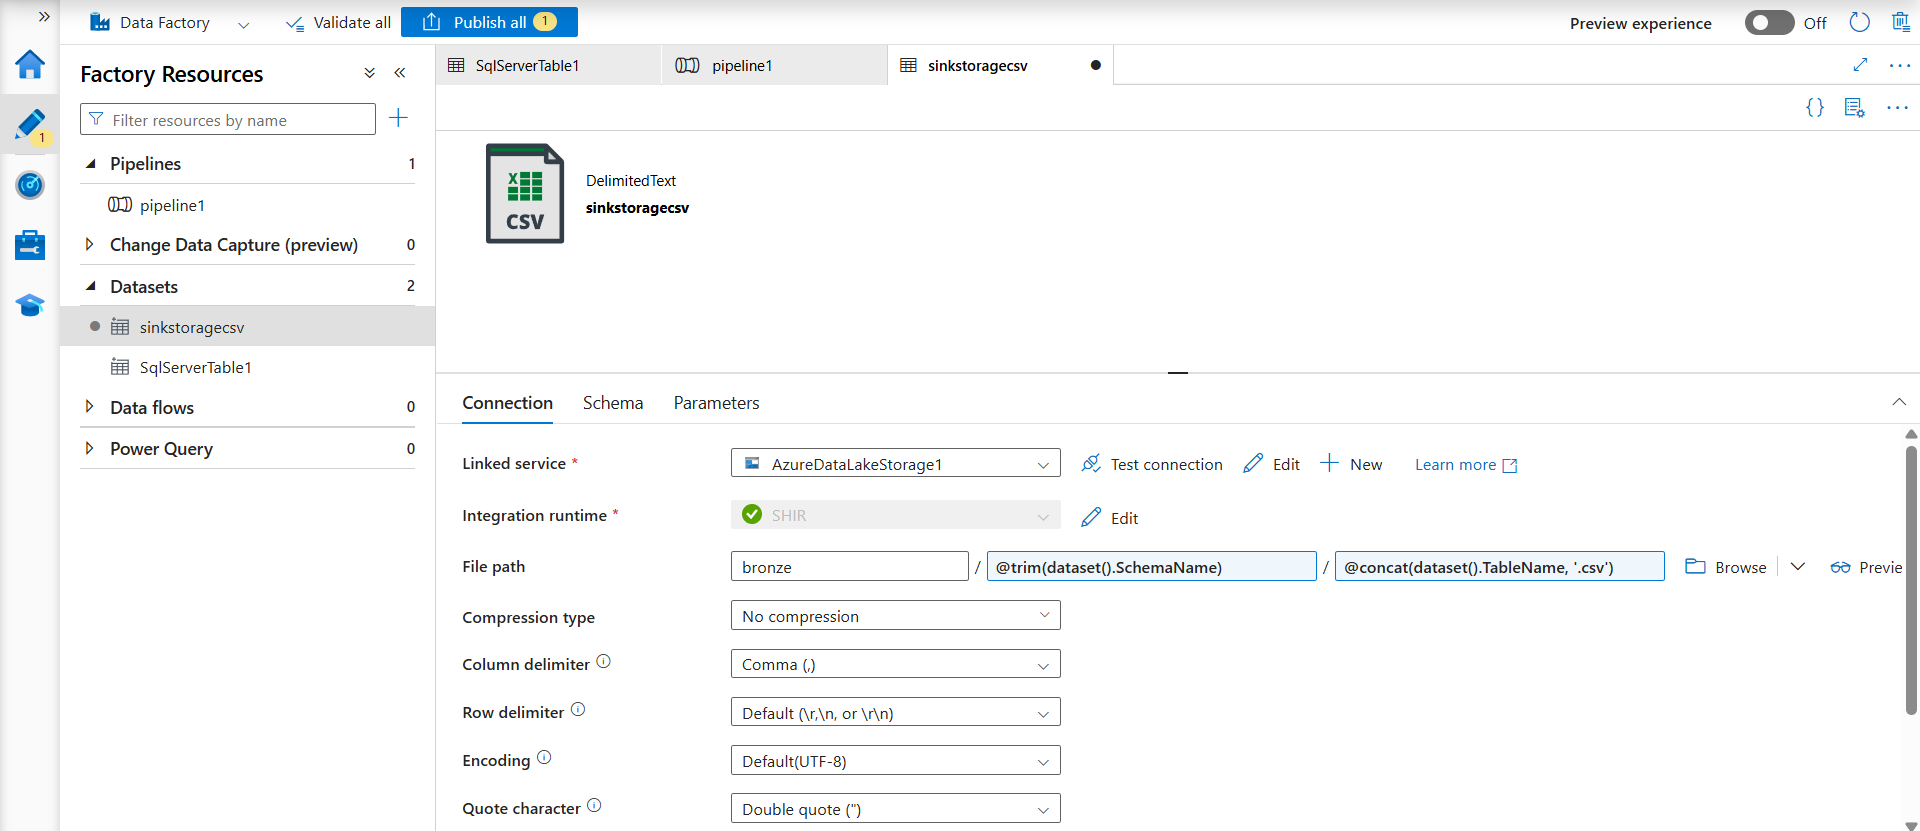 Data Factory
Validate all
Publish all 1
Preview experience Off
1
Factory Resources
Filter resources by name
Pipelines 1
pipeline1
Change Data Capture (preview) 0
Datasets 2
sinkstoragecsv
SqlServerTable1
Data flows 0
Power Query 0
SqlServerTable1
pipeline1
sinkstoragecsv
X
CSV
DelimitedText
sinkstoragecsv
Connection Schema Parameters
Linked service * AzureDataLakeStorage1 Test connection Edit New Learn more
Integration runtime * SHIR Edit
File path bronze / @trim(dataset().SchemaName) / @concat(dataset().TableName, '.csv') Browse Previe
Compression type No compression
Column delimiter Comma (,)
Row delimiter Default (\r,\n, or \r\n)
Encoding Default(UTF-8)
Quote character Double quote (")